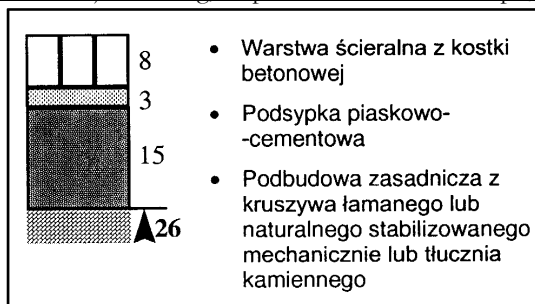 8
3
15
26
• Warstwa ścieralna z kostki
betonowej
• Podsypka piaskowo-
-cementowa
• Podbudowa zasadnicza z
kruszywa łamanego lub
naturalnego stabilizowanego
mechanicznie lub tłucznia
kamiennego